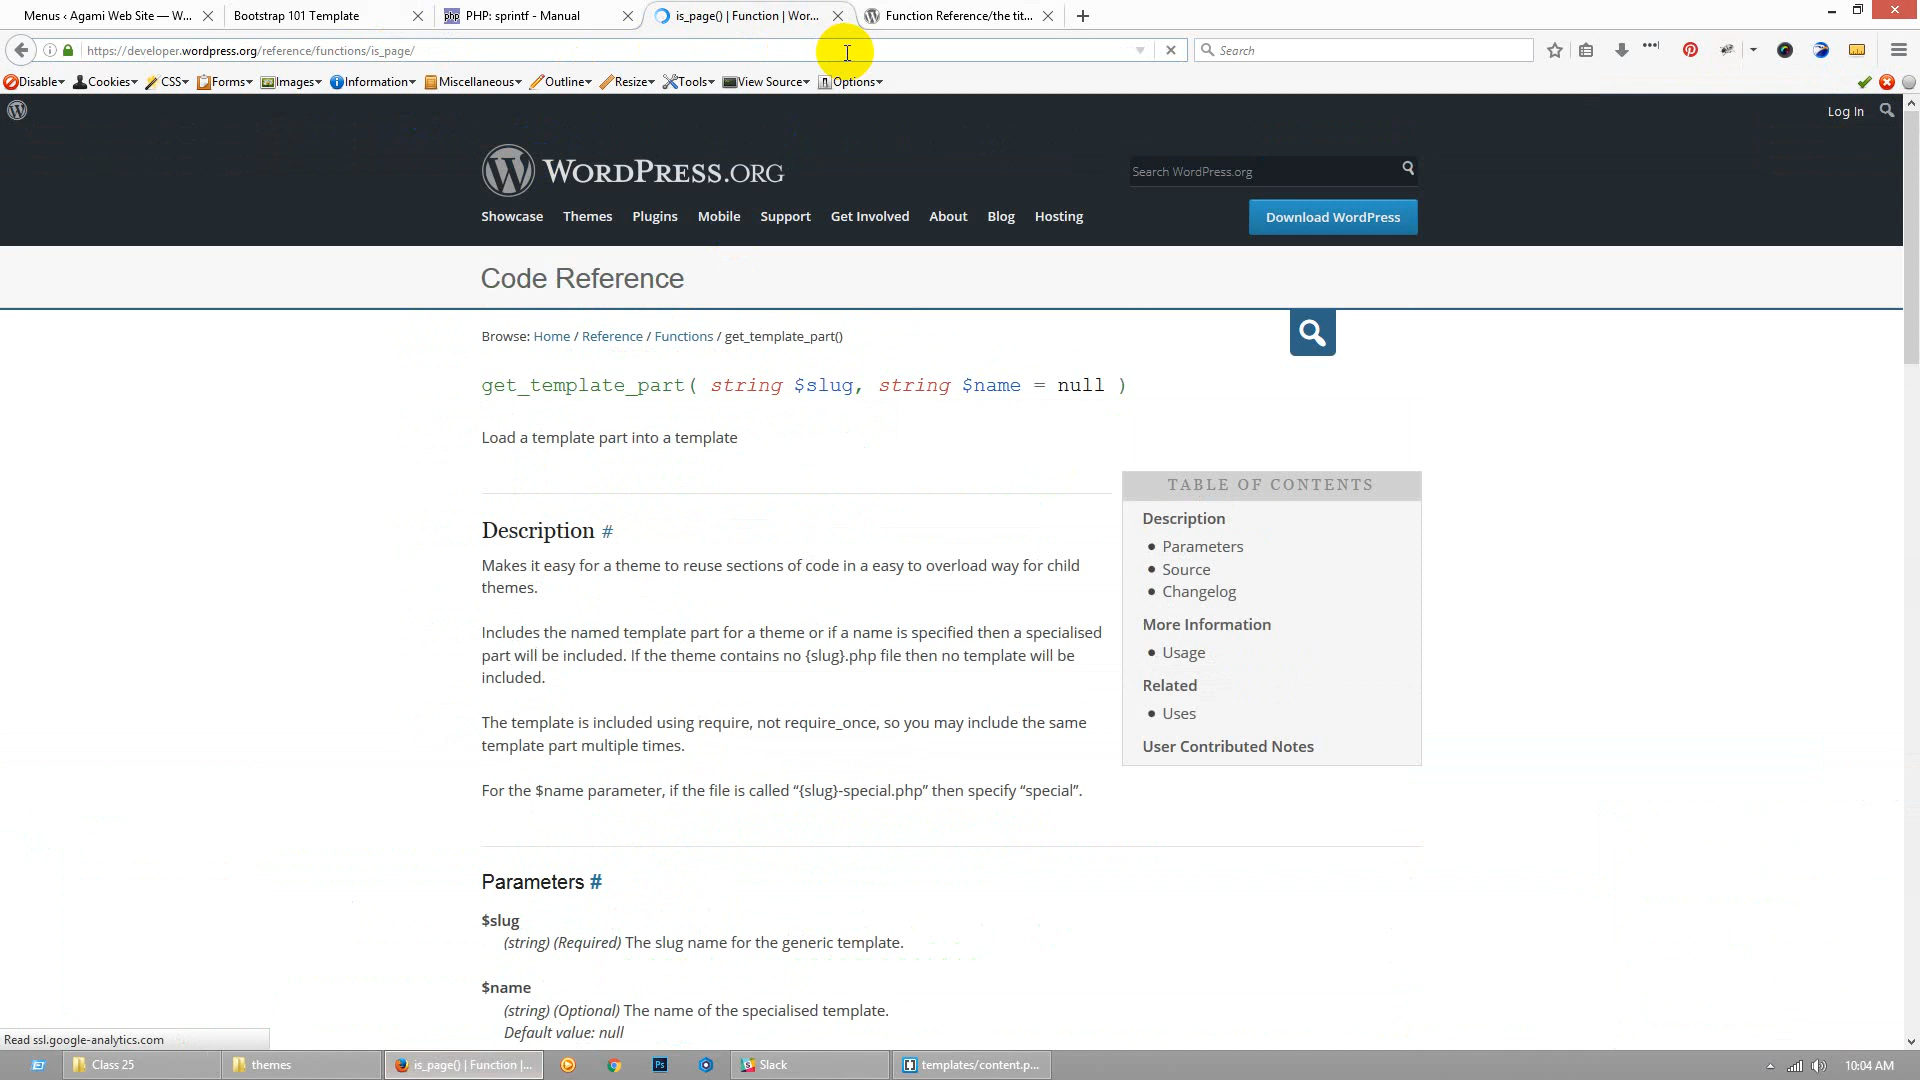 Menus ‹ Agami Web Site — W...
Bootstrap 101 Template
php PHP: sprintf - Manual
is_page() | Function | Wor...
Function Reference/the tit...
https://developer.wordpress.org/reference/functions/is_page/
Search
Disable Cookies CSS Forms Images Information Miscellaneous Outline Resize Tools View Source Options
Log In
WORDPRESS.ORG
Search WordPress.org
Showcase Themes Plugins Mobile Support Get Involved About Blog Hosting
Download WordPress
Code Reference
Browse: Home / Reference / Functions / get_template_part()
get_template_part( string $slug, string $name = null )
Load a template part into a template
TABLE OF CONTENTS
Description
Parameters
Source
Changelog
More Information
Usage
Related
Uses
User Contributed Notes
Description #
Makes it easy for a theme to reuse sections of code in a easy to overload way for child
themes.
Includes the named template part for a theme or if a name is specified then a specialised
part will be included. If the theme contains no {slug}.php file then no template will be
included.
The template is included using require, not require_once, so you may include the same
template part multiple times.
For the $name parameter, if the file is called “{slug}-special.php” then specify “special”.
Parameters #
$slug
(string) (Required) The slug name for the generic template.
$name
(string) (Optional) The name of the specialised template.
Default value: null
Read ssl.google-analytics.com
Class 25
themes
is_page() | Function |...
Ps
Slack
templates/content.p...
10:04 AM